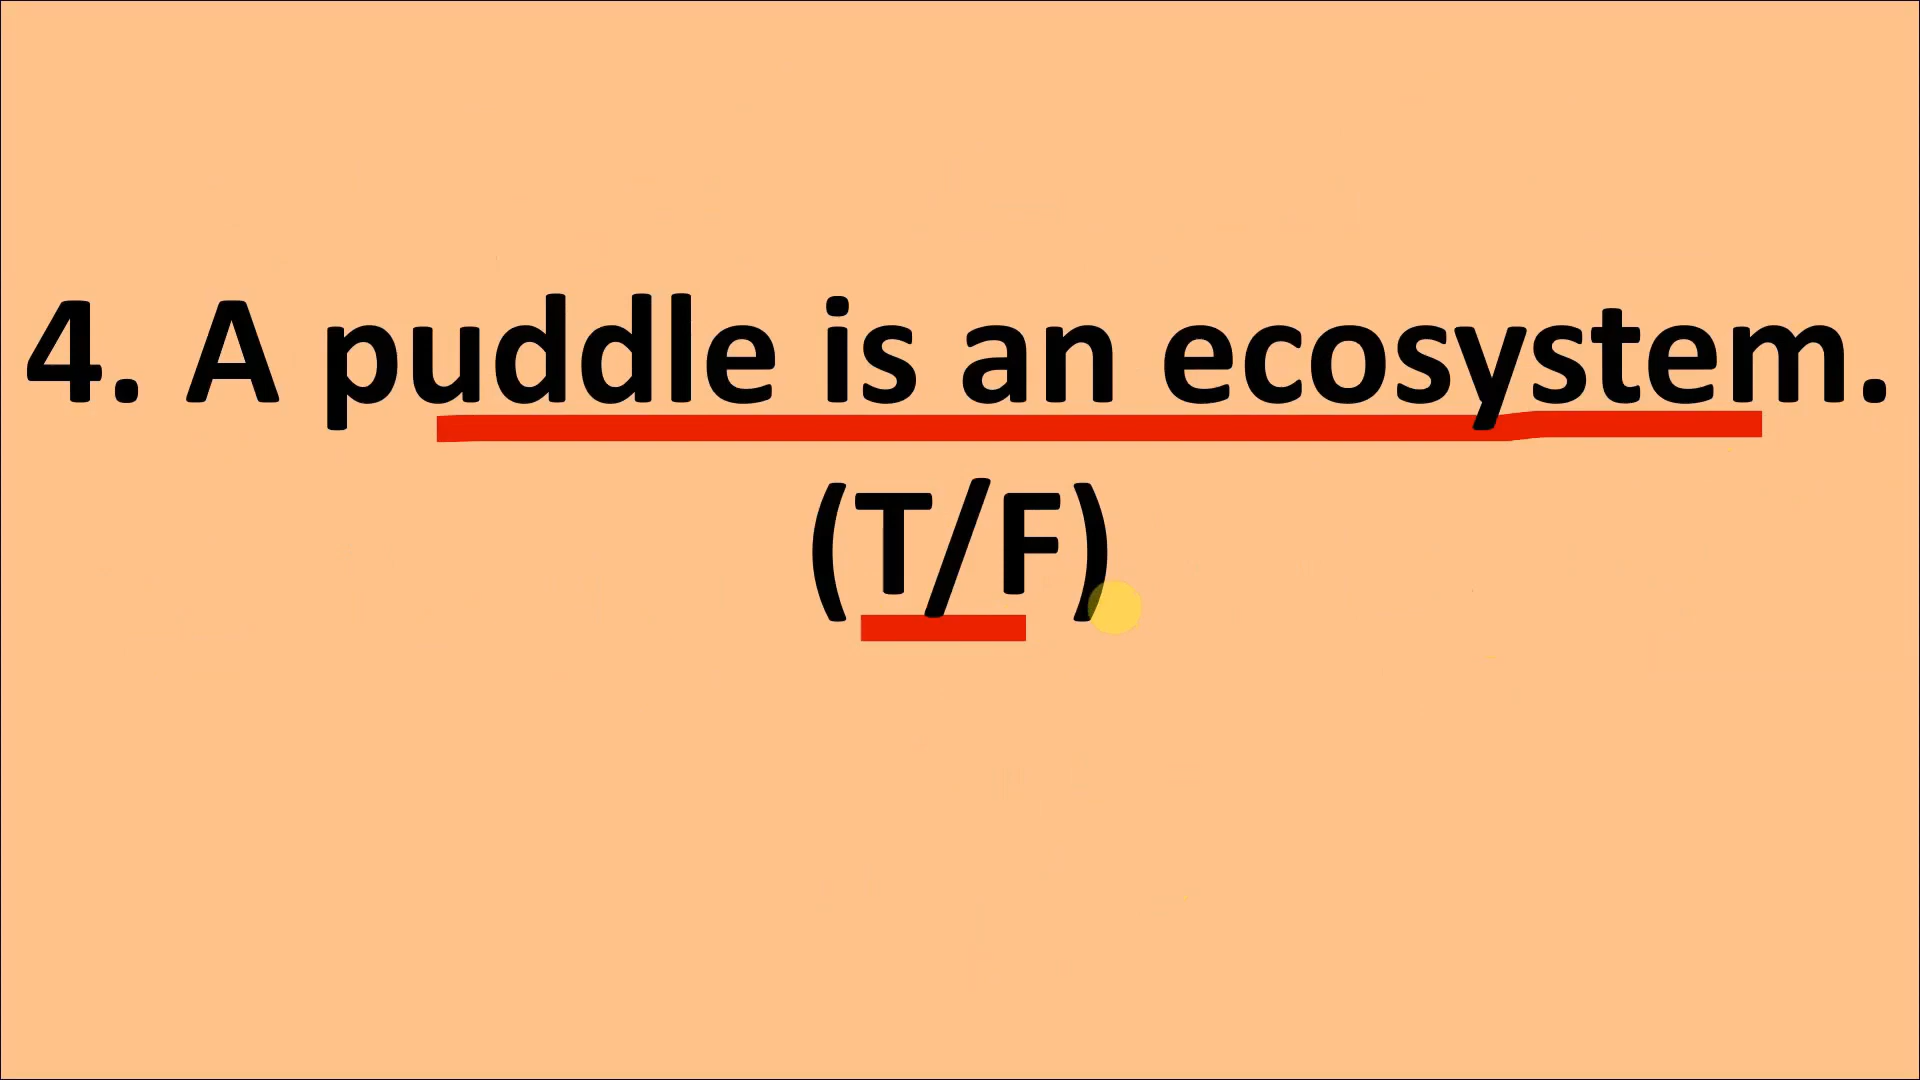 4. A puddle is an ecosystem.
(T/F)